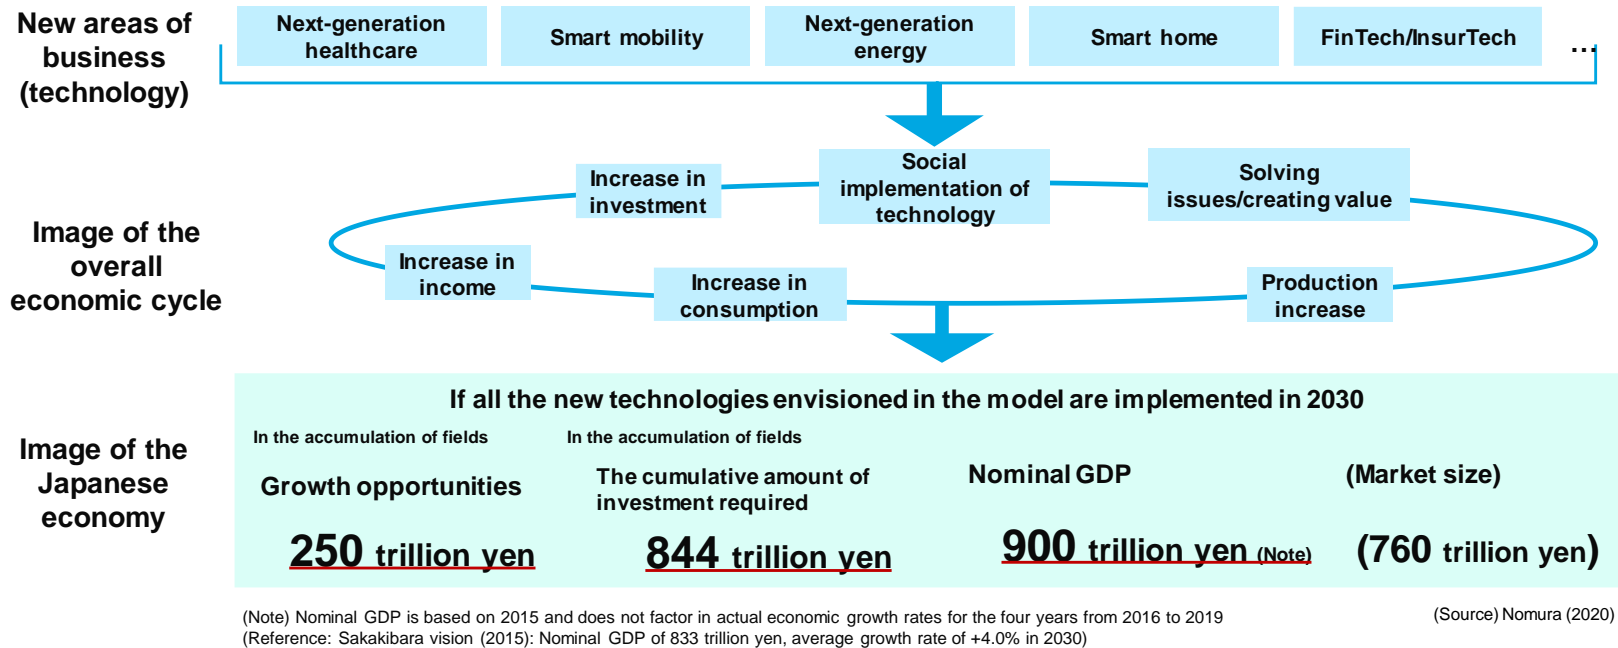 New areas of
business
(technology)
Next-generation
healthcare
Smart mobility
Next-generation
energy
Smart home
FinTech/InsurTech
...
Image of the
overall
economic cycle
Increase in
investment
Social
implementation of
technology
Solving
issues/creating value
Increase in
income
Increase in
consumption
Production
increase
Image of the
Japanese
economy
If all the new technologies envisioned in the model are implemented in 2030
In the accumulation of fields
Growth opportunities
250 trillion yen
In the accumulation of fields
The cumulative amount of
investment required
844 trillion yen
Nominal GDP
900 trillion yen (Note)
(Market size)
(760 trillion yen)
(Note) Nominal GDP is based on 2015 and does not factor in actual economic growth rates for the four years from 2016 to 2019
(Reference: Sakakibara vision (2015): Nominal GDP of 833 trillion yen, average growth rate of +4.0% in 2030)
(Source) Nomura (2020)